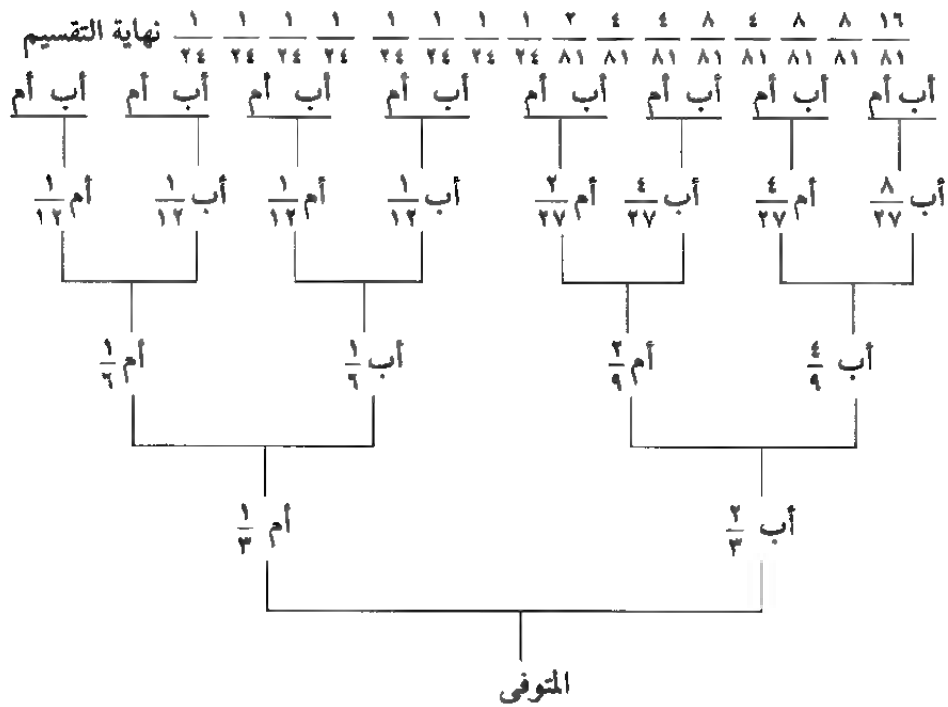 ١٦/٨١ ٨/٨١ ٨/٨١ ٤/٨١ ٨/٨١ ٤/٨١ ٤/٨١ ٢/٨١ ١/٢٤ ١/٢٤ ١/٢٤ ١/٢٤ ١/٢٤ ١/٢٤ ١/٢٤ ١/٢٤ نهاية التقسيم
أب أم أب أم أب أم أب أم أب أم أب أم أب أم أب أم
أب ٨/٢٧ أم ٤/٢٧ أب ٤/٢٧ أم ٢/٢٧ أب ١/١٢ أم ١/١٢ أب ١/١٢ أم ١/١٢
أب ٤/٩ أم ٢/٩ أب ١/٦ أم ١/٦
أب ٢/٣ أم ١/٣
المتوفى